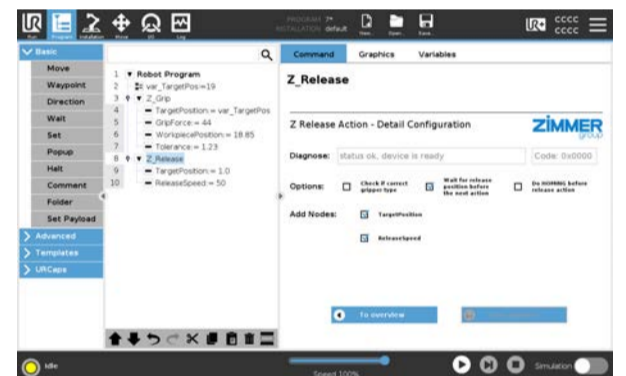 PROGRAM ?*
INSTALLATION default
UR+
CCCC
CCCC
Run
Program
Installation
Move
I/O
Log
New...
Open...
Save...
Basic
Move
Waypoint
Direction
Wait
Set
Popup
Halt
Comment
Folder
Set Payload
Advanced
Templates
URCaps
1 Robot Program
2 var_TargetPos:=19
3 Z_Grip
4 TargetPosition:= var_TargetPos
5 GripForce:= 44
6 WorkpiecePosition:= 18.85
7 Tolerance:= 1.23
8 Z_Release
9 TargetPosition:= 1.0
10 ReleaseSpeed:= 50
Command Graphics Variables
Z_Release
Z Release Action - Detail Configuration
ZIMMER
group
Diagnose: status ok, device is ready Code: 0x0000
Options:
Check if correct
gripper type
Wait for release
position before
the next action
Do HOMING before
release action
Add Nodes:
TargetPosition
ReleaseSpeed
To overview
Idle
Speed 100%
Simulation